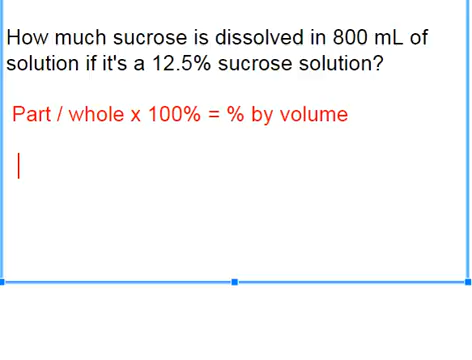 How much sucrose is dissolved in 800 mL of
solution if it's a 12.5% sucrose solution?
Part / whole x 100% = % by volume